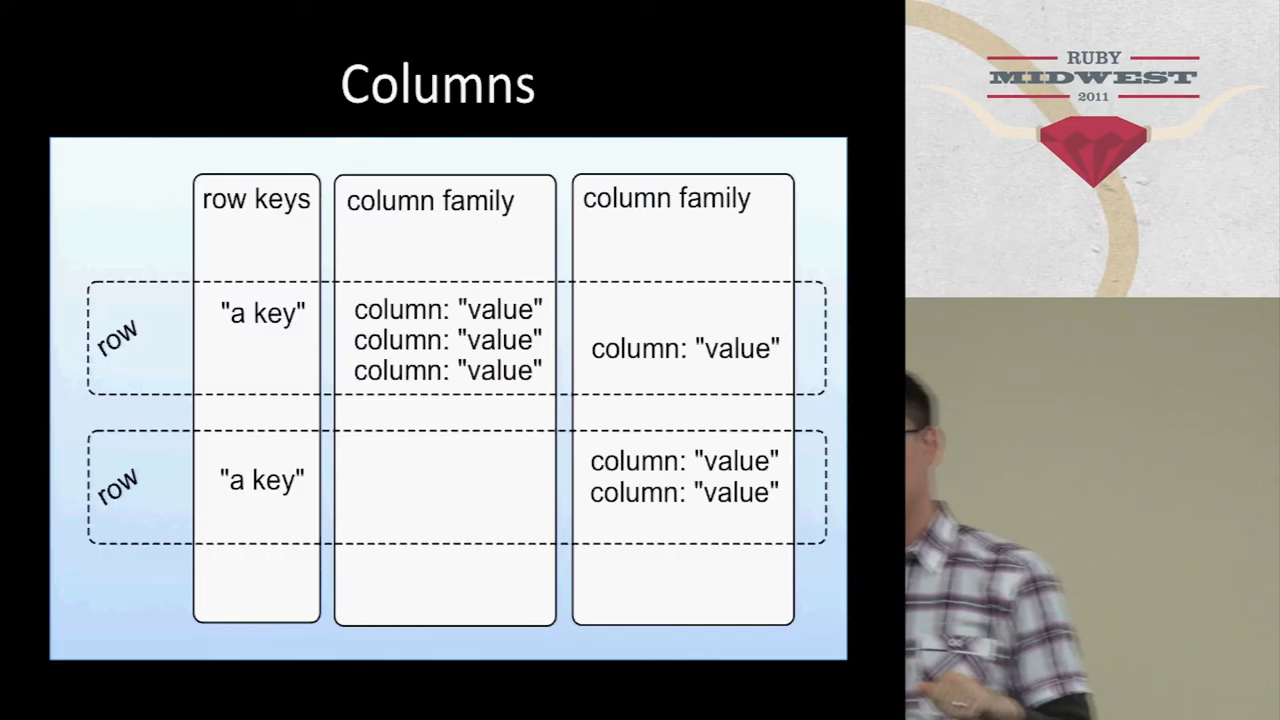 Columns
row keys
column family
column family
row
"a key"
column: "value"
column: "value"
column: "value"
column: "value"
row
"a key"
column: "value"
column: "value"
RUBY
MIDWEST
2011